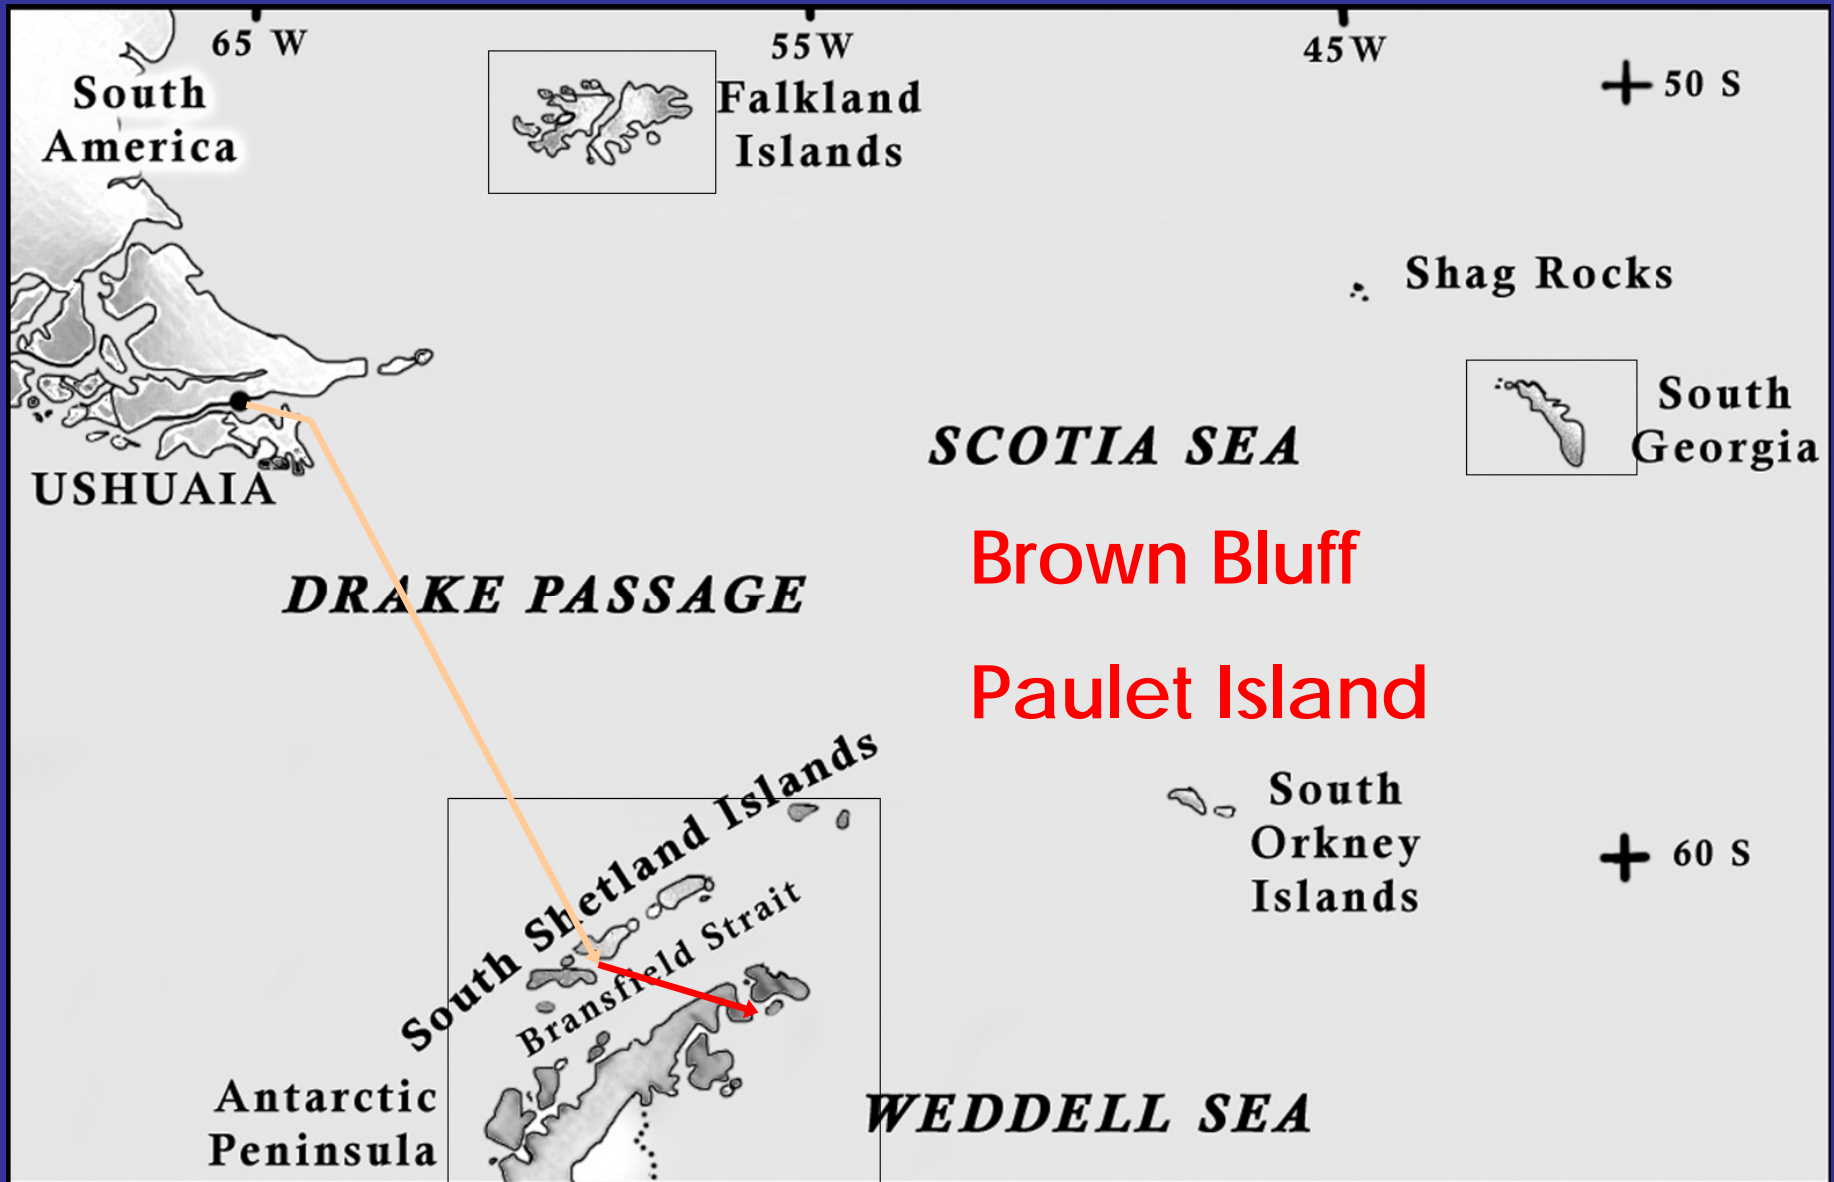 65 W
55 W
45 W
50 S
South
America
Falkland
Islands
Shag Rocks
South
Georgia
USHUAIA
SCOTIA SEA
Brown Bluff
DRAKE PASSAGE
Paulet Island
South Shetland Islands
South
Orkney
Islands
60 S
Bransfield Strait
Antarctic
Peninsula
WEDDELL SEA